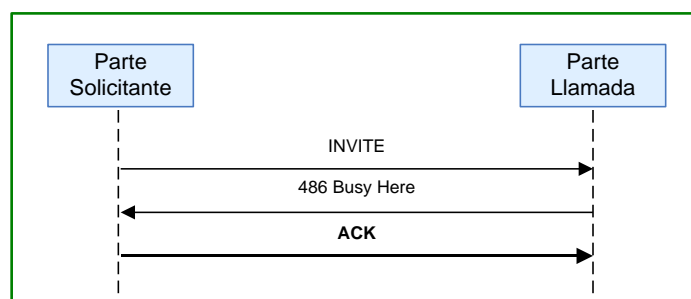 Parte
Solicitante
Parte
Llamada
INVITE
486 Busy Here
ACK